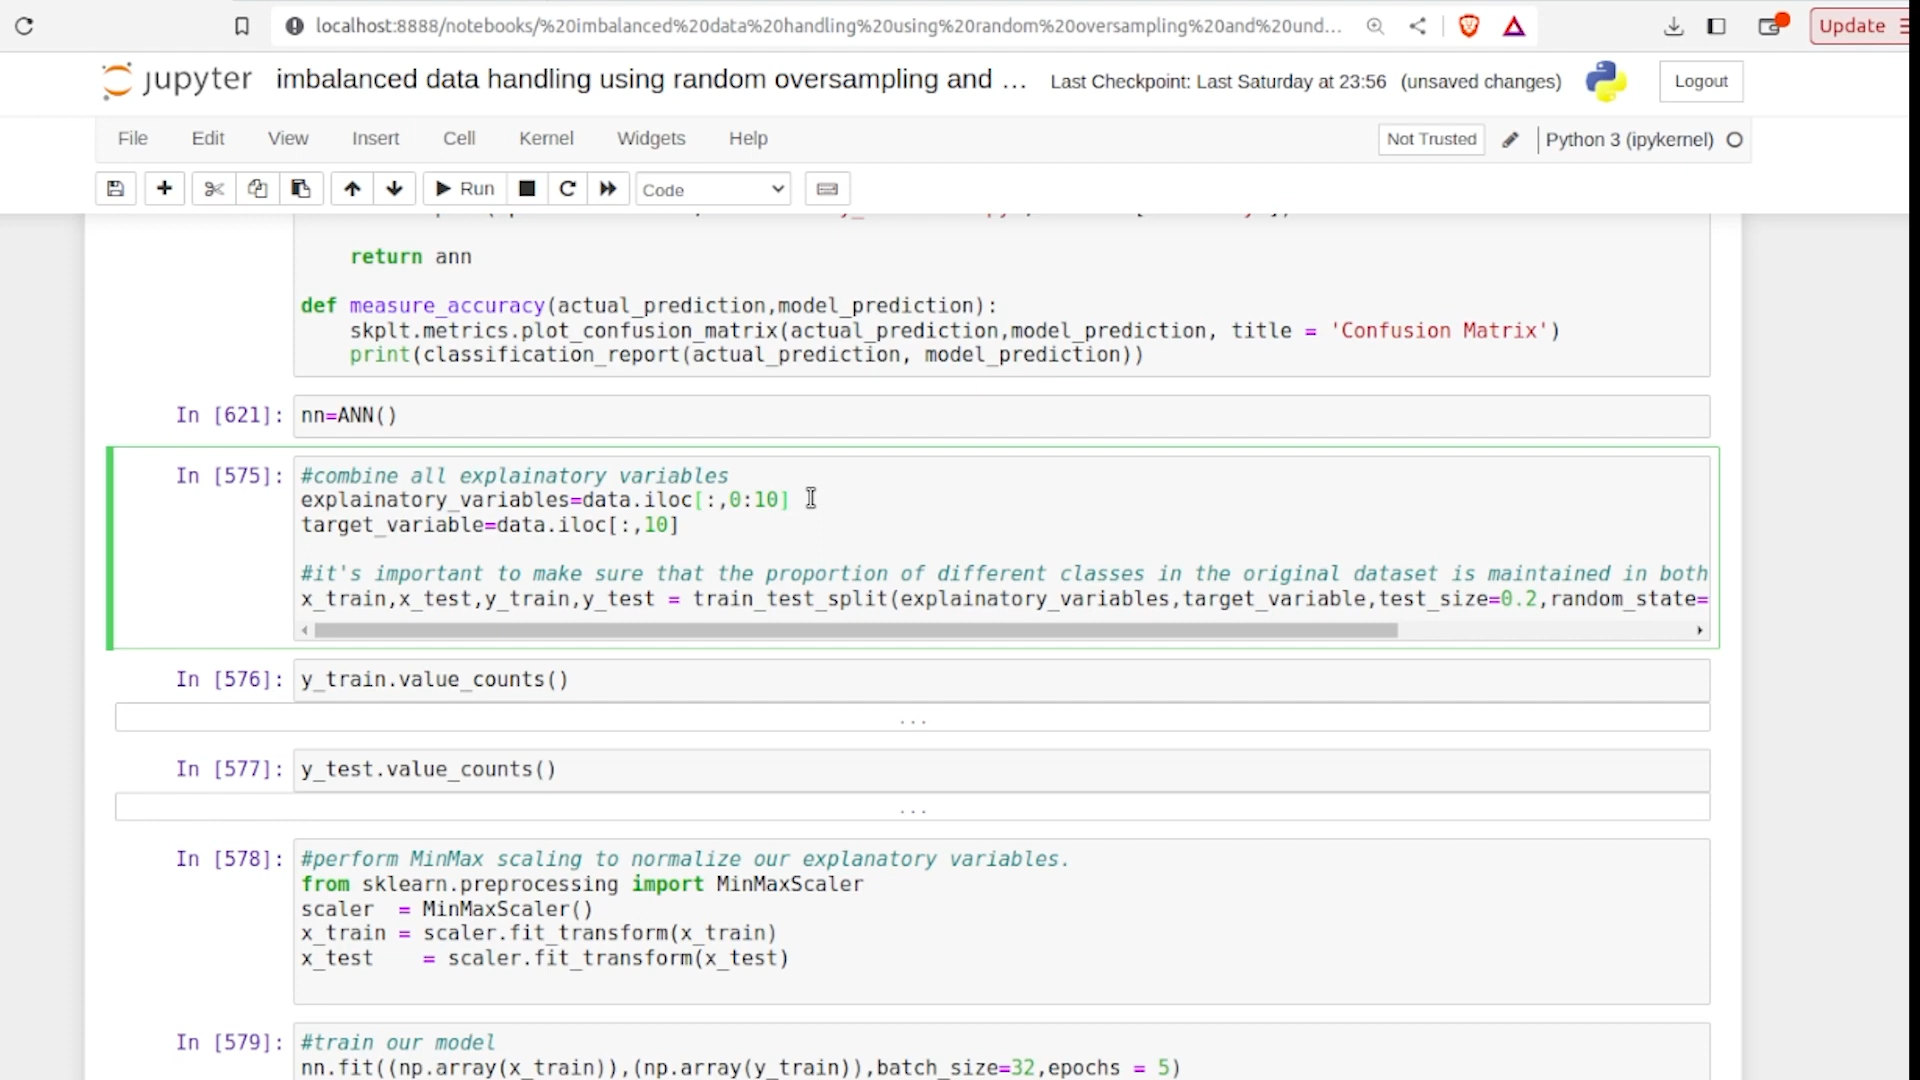 localhost:8888/notebooks/%20imbalanced%20data%20handling%20using%20random%20oversampling%20and%20und...
Update
jupyter imbalanced data handling using random oversampling and ... Last Checkpoint: Last Saturday at 23:56 (unsaved changes)
Logout
File Edit View Insert Cell Kernel Widgets Help
Not Trusted
Python 3 (ipykernel)
Run
Code
return ann
def measure_accuracy(actual_prediction,model_prediction):
skplt.metrics.plot_confusion_matrix(actual_prediction,model_prediction, title = 'Confusion Matrix')
print(classification_report(actual_prediction, model_prediction))
In [621]: nn=ANN()
In [575]: #combine all explainatory variables
explainatory_variables=data.iloc[:,0:10]
target_variable=data.iloc[:,10]
#it's important to make sure that the proportion of different classes in the original dataset is maintained in both
x_train,x_test,y_train,y_test = train_test_split(explainatory_variables,target_variable,test_size=0.2,random_state=
In [576]: y_train.value_counts()
...
In [577]: y_test.value_counts()
...
In [578]: #perform MinMax scaling to normalize our explanatory variables.
from sklearn.preprocessing import MinMaxScaler
scaler = MinMaxScaler()
x_train = scaler.fit_transform(x_train)
x_test = scaler.fit_transform(x_test)
In [579]: #train our model
nn.fit((np.array(x_train)),(np.array(y_train)),batch_size=32,epochs = 5)